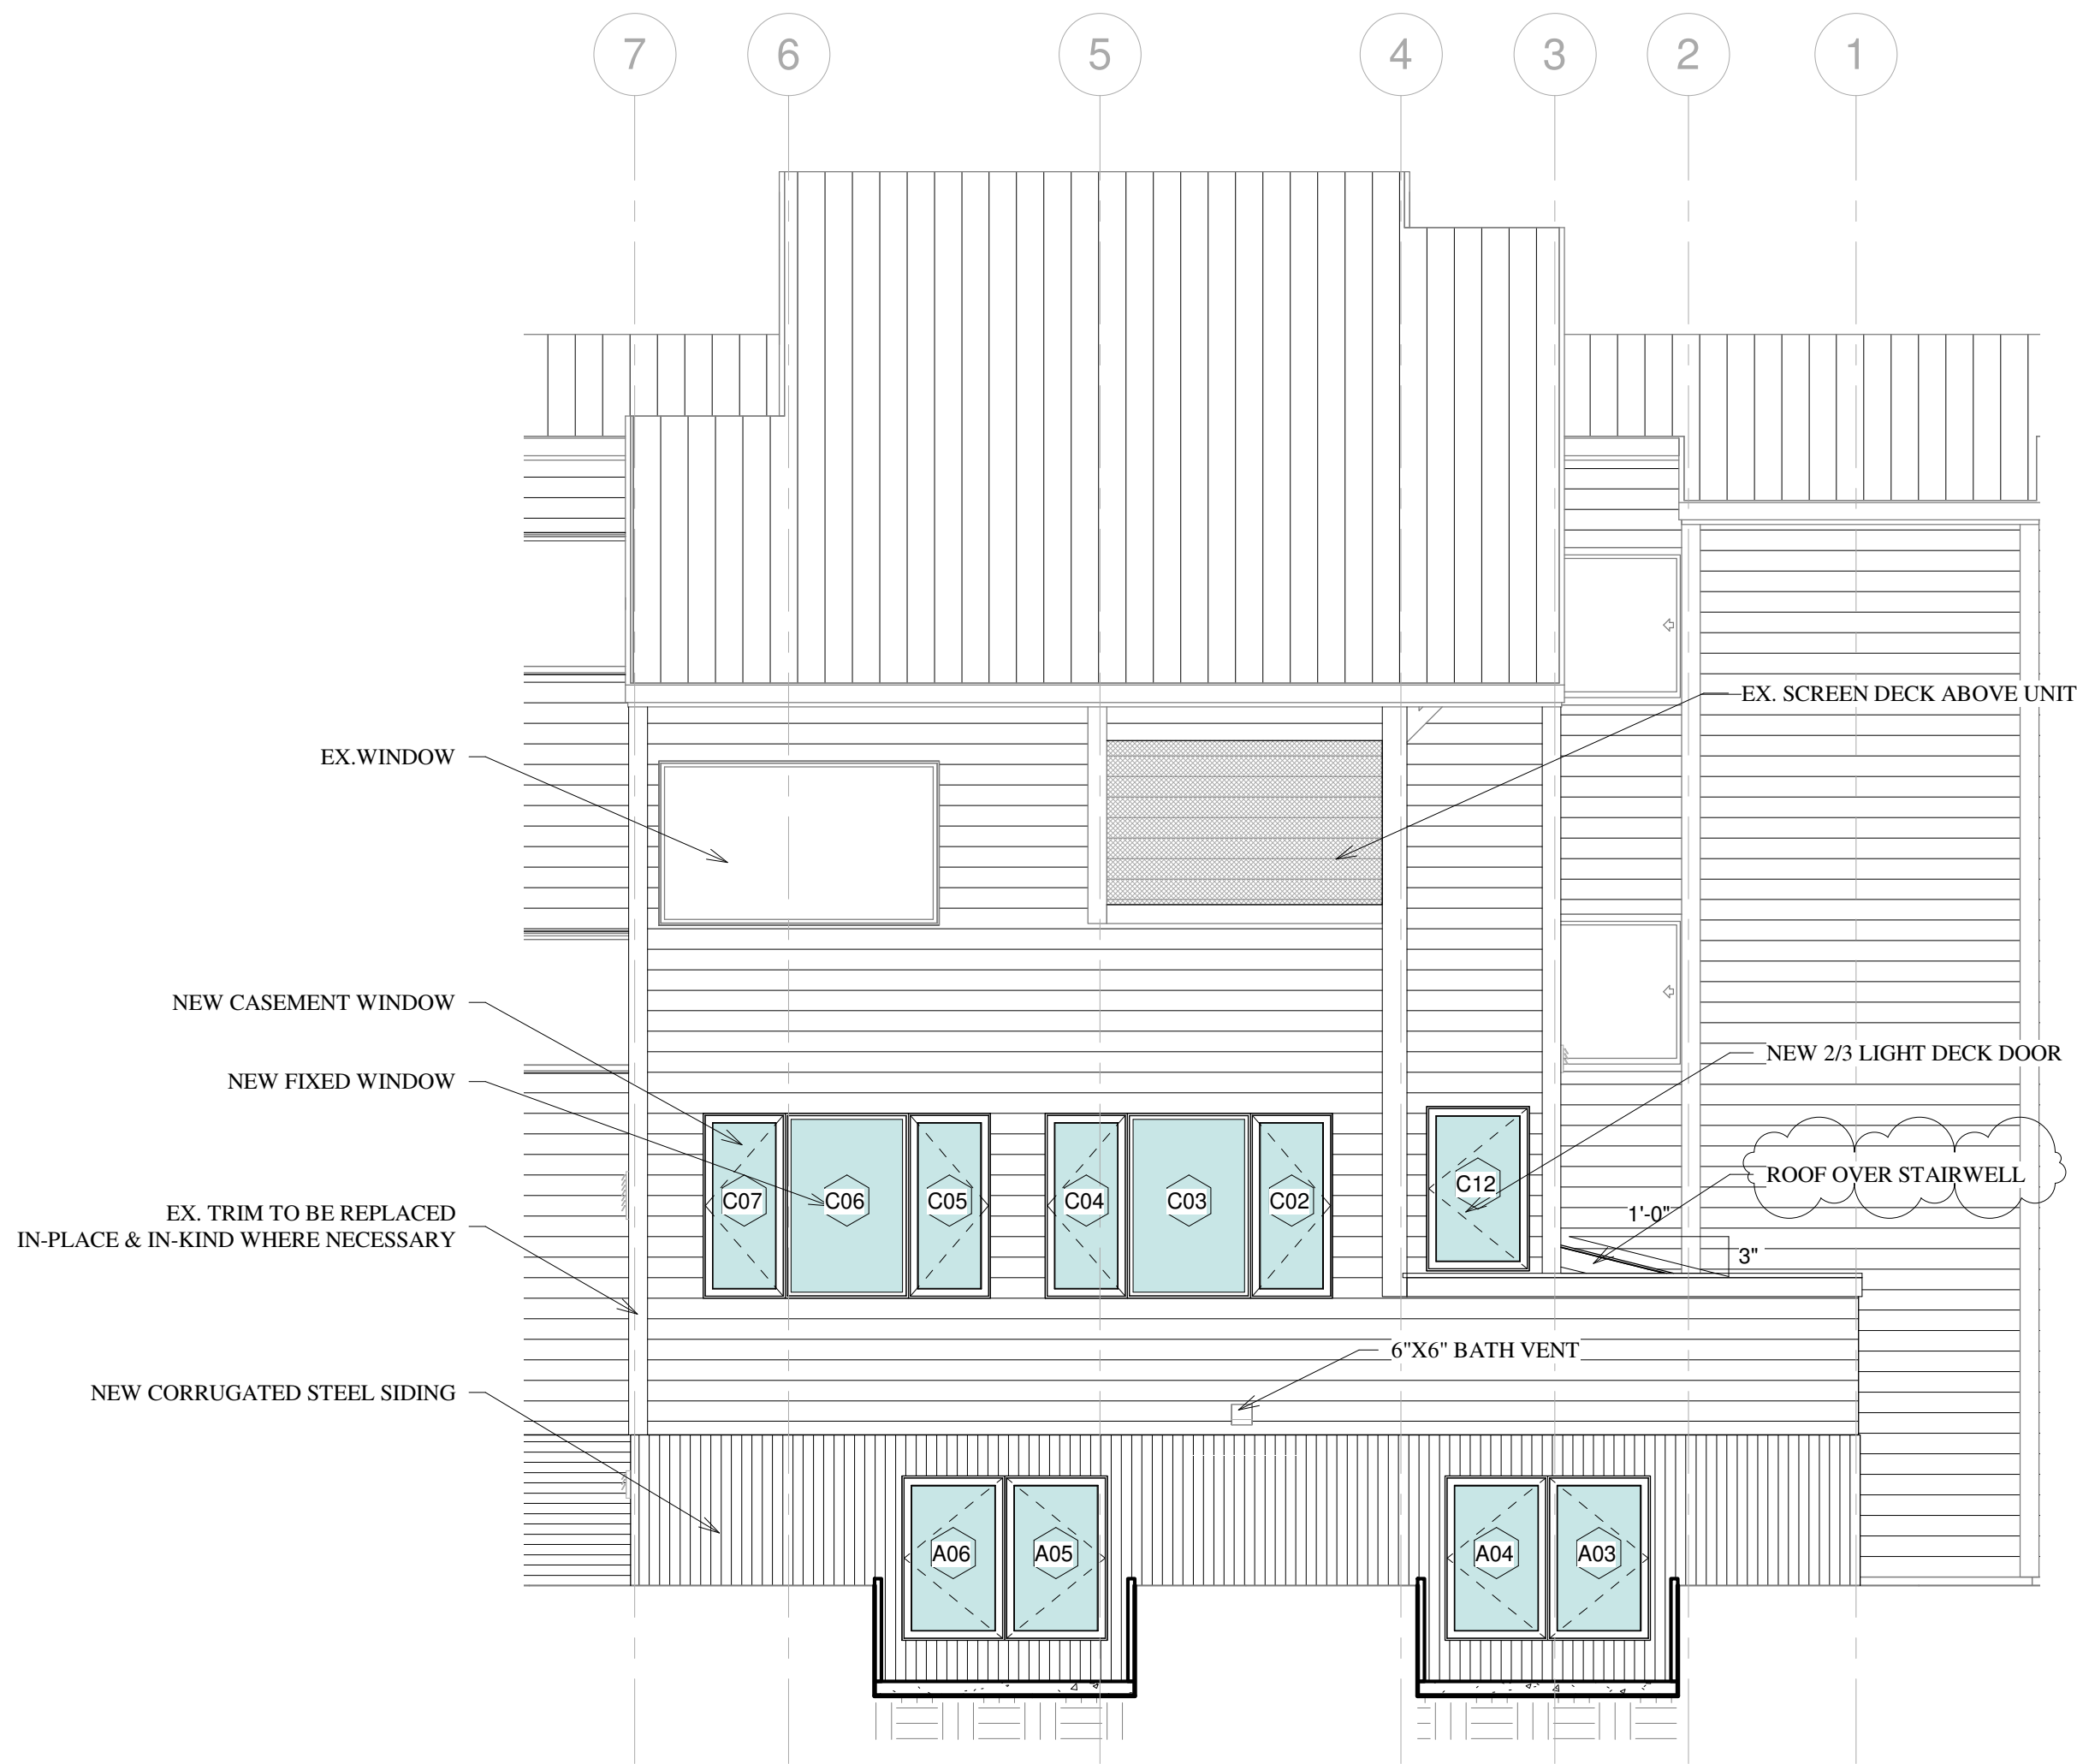 7 6 5 4 3 2 1
EX. SCREEN DECK ABOVE UNIT
EX.WINDOW
NEW CASEMENT WINDOW
NEW 2/3 LIGHT DECK DOOR
NEW FIXED WINDOW
ROOF OVER STAIRWELL
C07 C06 C05 C04 C03 C02 C12
1'-0"
EX. TRIM TO BE REPLACED
IN-PLACE & IN-KIND WHERE NECESSARY
3"
6"X6" BATH VENT
NEW CORRUGATED STEEL SIDING
A06 A05 A04 A03